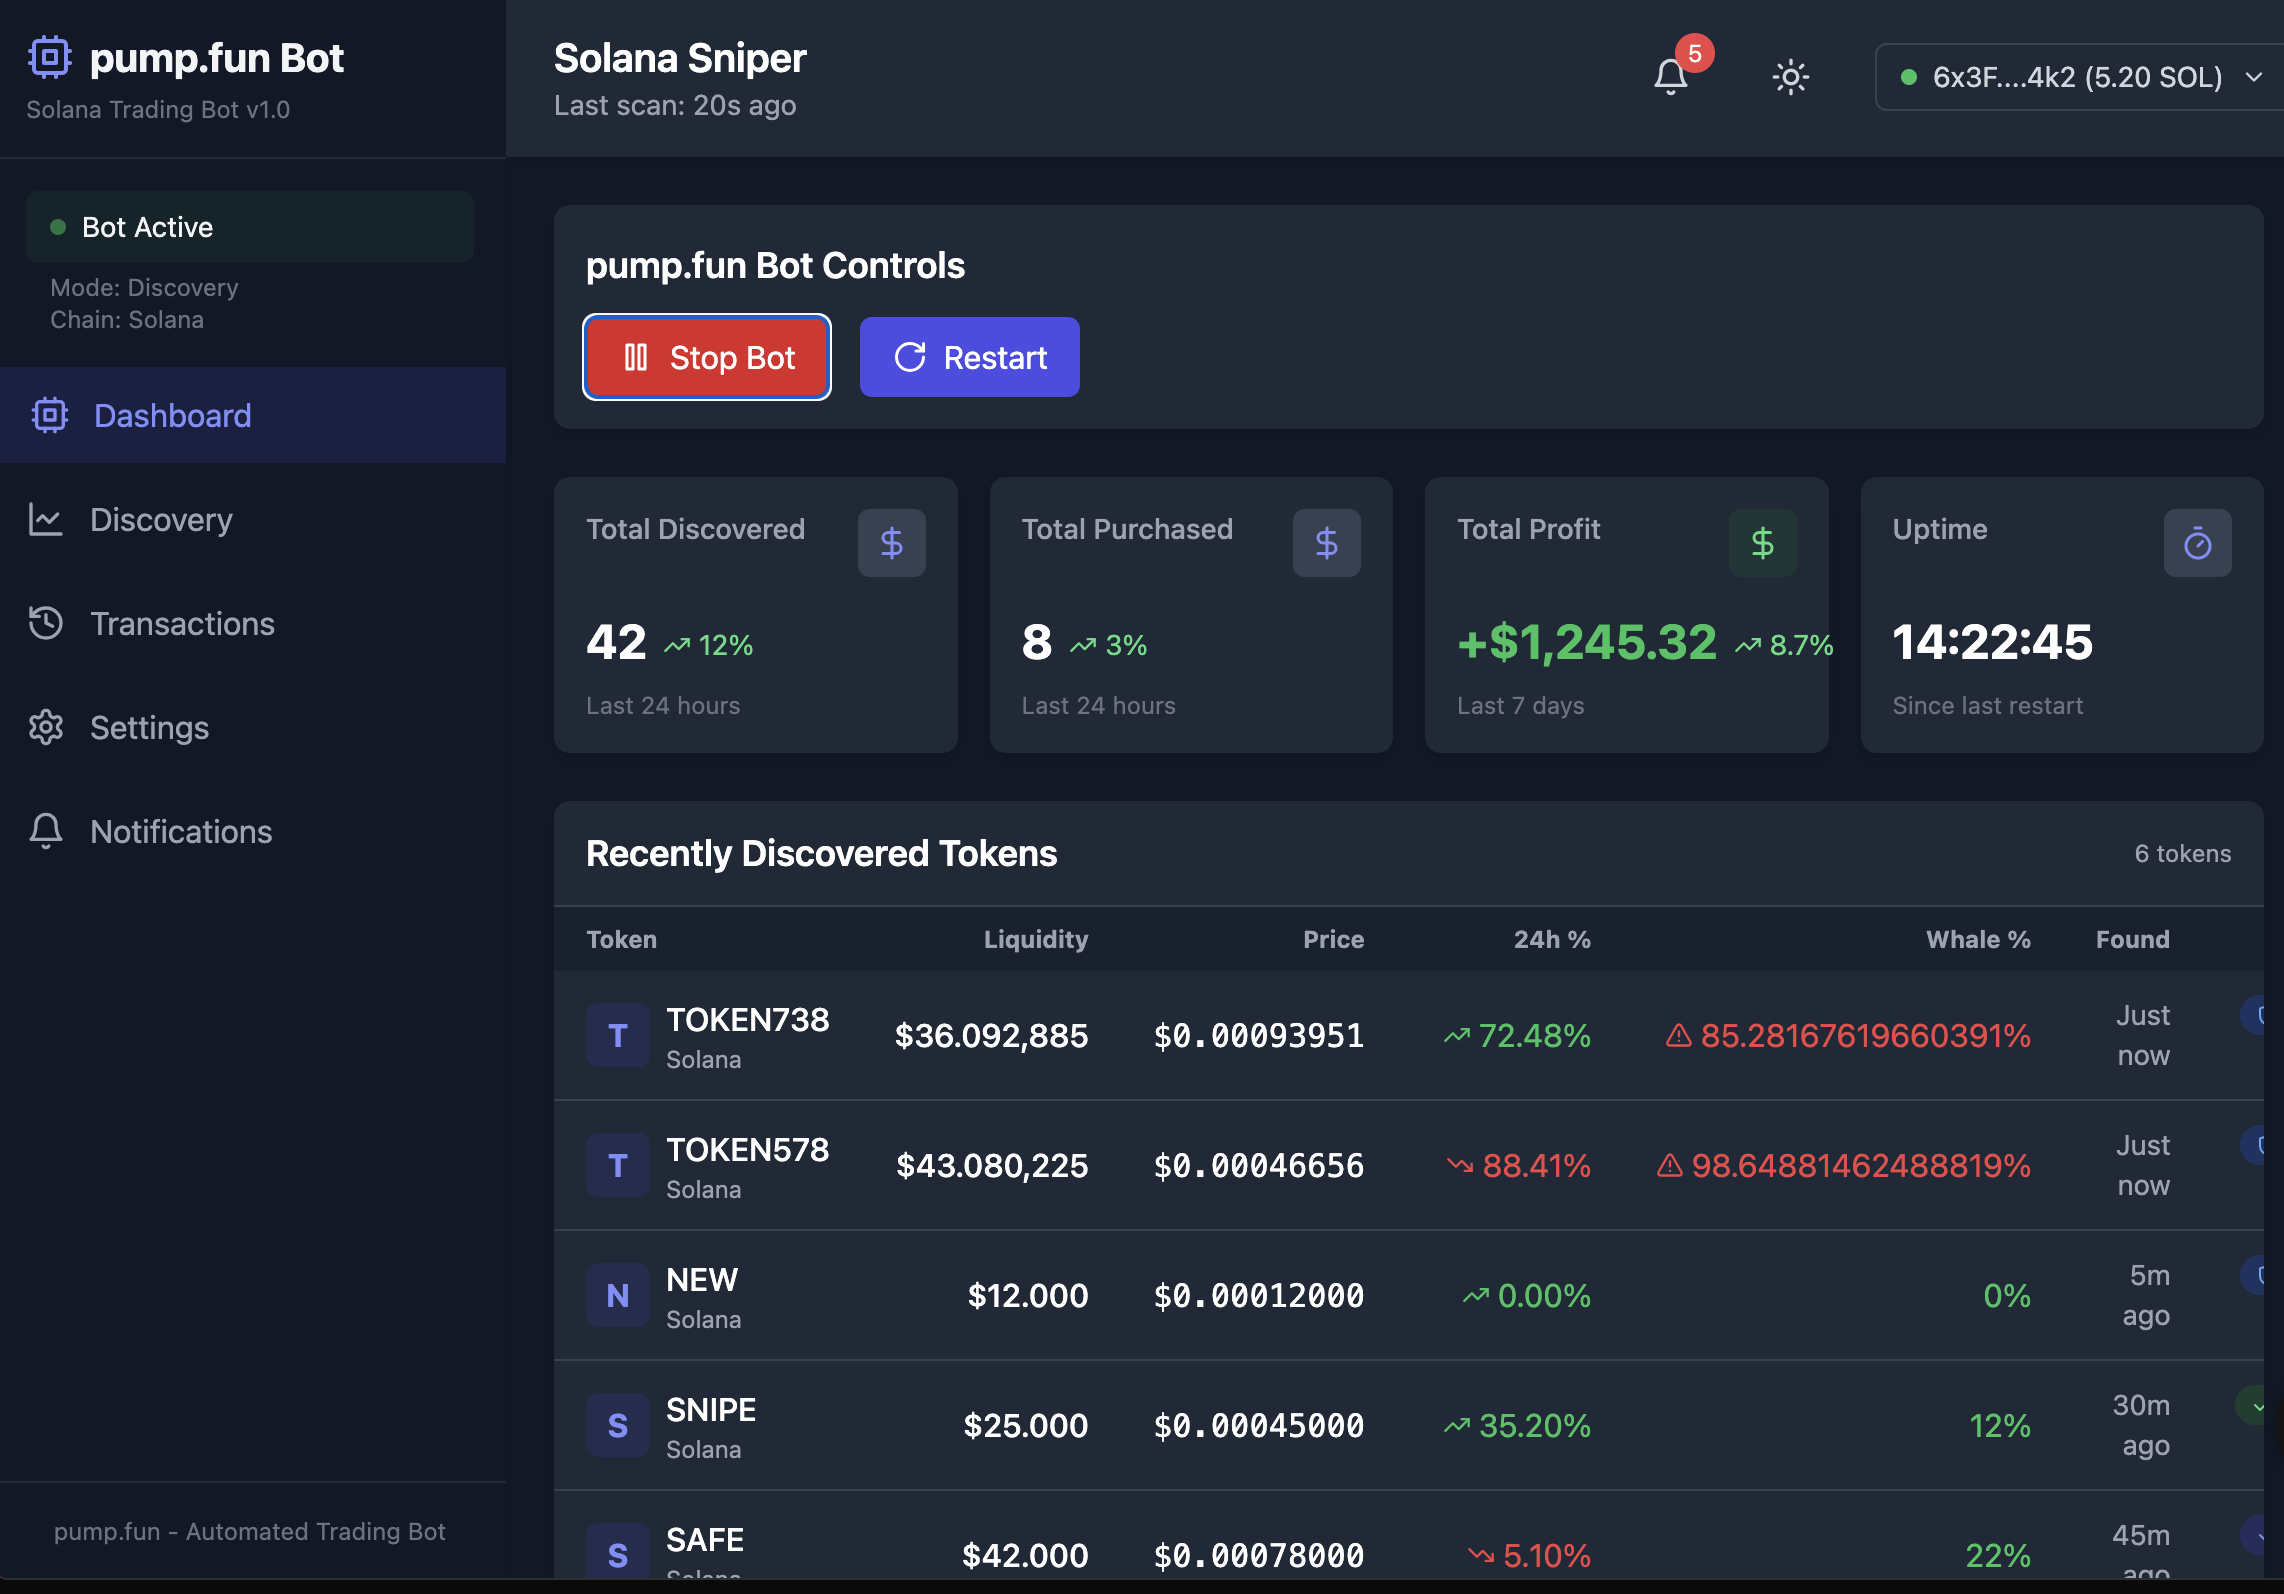 pump.fun Bot
Solana Trading Bot v1.0
Bot Active
Mode: Discovery
Chain: Solana
Dashboard
Discovery
Transactions
Settings
Notifications
pump.fun - Automated Trading Bot
Solana Sniper
Last scan: 20s ago
5
6x3F....4k2 (5.20 SOL)
pump.fun Bot Controls
Stop Bot
Restart
Total Discovered
$
42 12%
Last 24 hours
Total Purchased
$
8 3%
Last 24 hours
Total Profit
$
+$1,245.32 8.7%
Last 7 days
Uptime
14:22:45
Since last restart
Recently Discovered Tokens
6 tokens
Token Liquidity Price 24h % Whale % Found
T TOKEN738 $36.092,885 $0.00093951 72.48% 85.28167619660391% Just now
Solana
T TOKEN578 $43.080,225 $0.00046656 88.41% 98.64881462488819% Just now
Solana
N NEW $12.000 $0.00012000 0.00% 0% 5m ago
Solana
S SNIPE $25.000 $0.00045000 35.20% 12% 30m ago
Solana
S SAFE $42.000 $0.00078000 5.10% 22% 45m ago
Solana